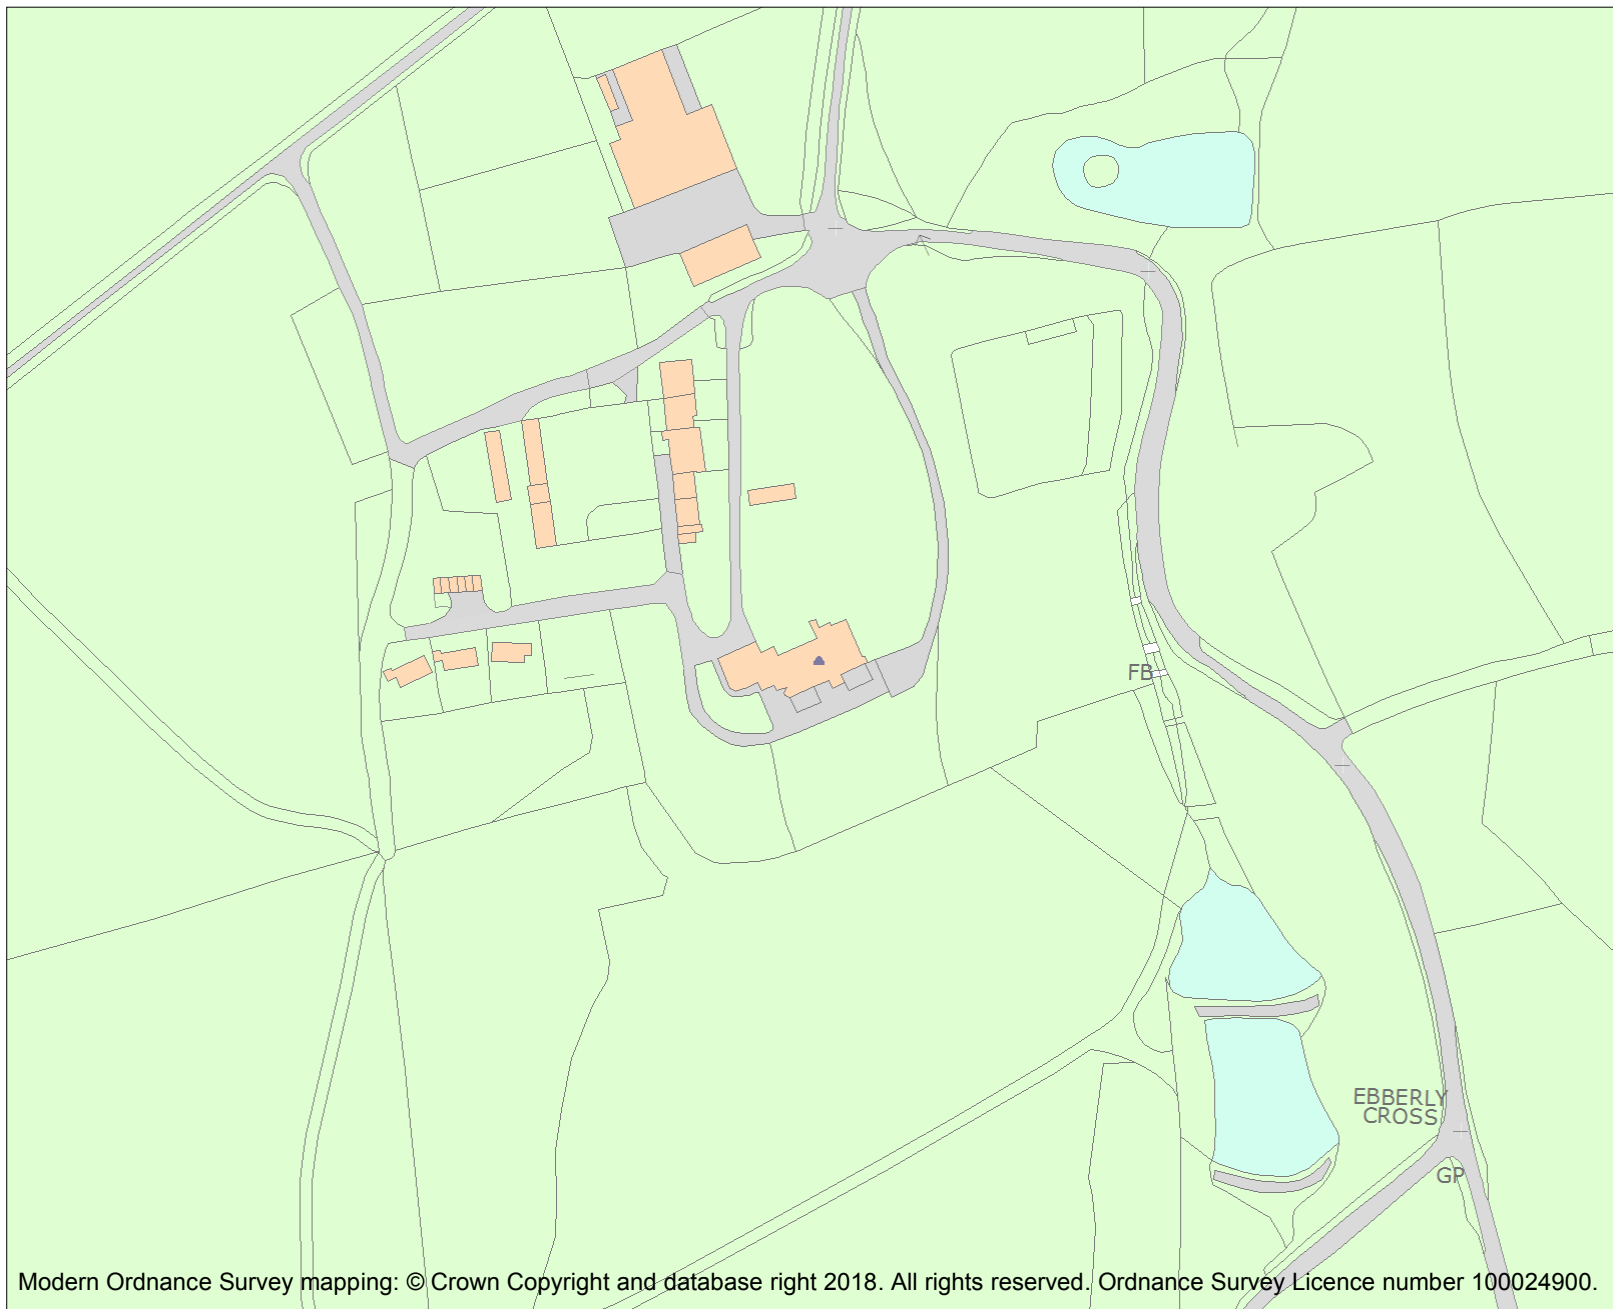 FB
EBBERLY
CROSS
GP
Modern Ordnance Survey mapping: © Crown Copyright and database right 2018. All rights reserved. Ordnance Survey Licence number 100024900.